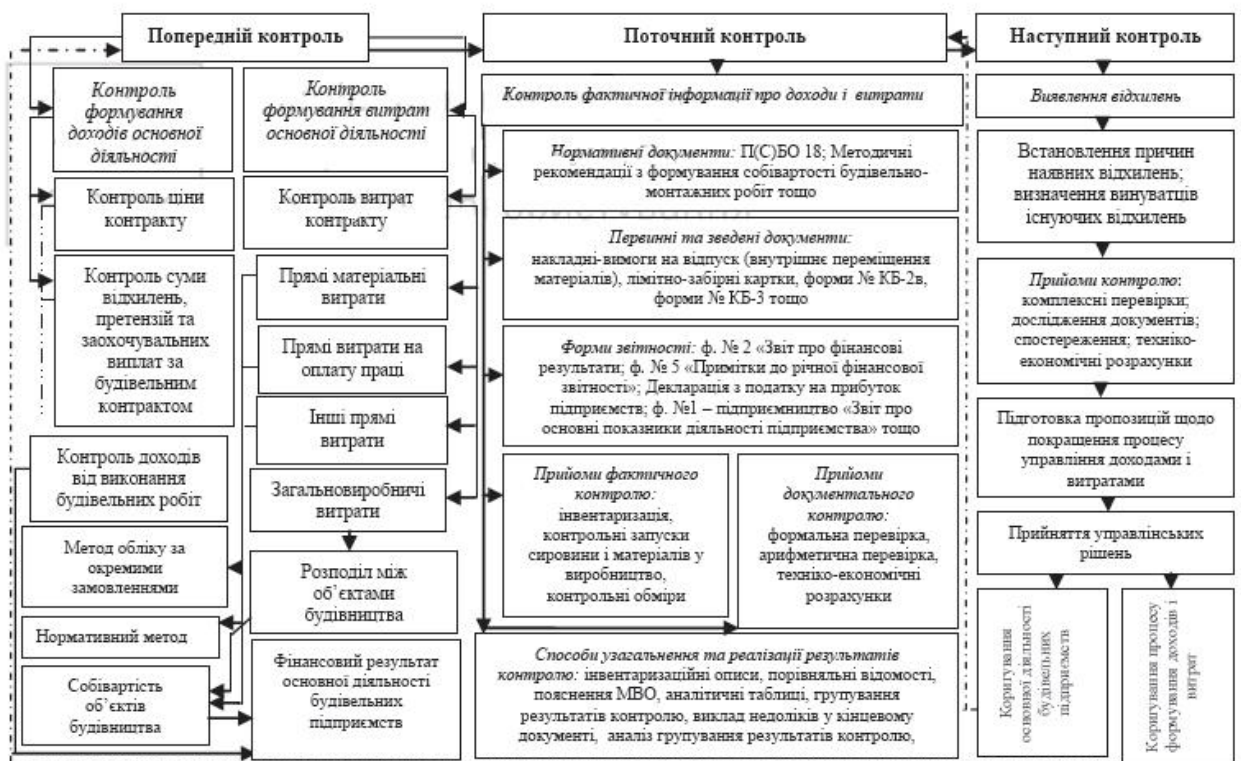 Попередній контроль
Контроль
формування
доходів основної
діяльності
Контроль
формування витрат
основної діяльності
Контроль ціни
контракту
Контроль витрат
контракту
Контроль суми
відхилень,
претензій та
заохочувальних
виплат за
будівельним
контрактом
Прямі матеріальні
витрати
Прямі витрати на
оплату праці
Інші прямі
витрати
Контроль доходів
від виконання
будівельних робіт
Загальновиробничі
витрати
Метод обліку за
окремими
замовленнями
Розподіл між
об’єктами
будівництва
Нормативний метод
Собівартість
об’єктів
будівництва
Фінансовий результат
основної діяльності
будівельних
підприємств
Поточний контроль
Контроль фактичної інформації про доходи і витрати
Нормативні документи: П(С)БО 18; Методичні
рекомендації з формування собівартості будівельно-
монтажних робіт тощо
Первинні та зведені документи:
накладні-вимоги на відпуск (внутрішнє переміщення
матеріалів), лімітно-забірні картки, форми № КБ-2в,
форми № КБ-3 тощо
Форми звітності: ф. № 2 «Звіт про фінансові
результати; ф. № 5 «Примітки до річної фінансової
звітності»; Декларація з податку на прибуток
підприємств; ф. №1 – підприємництво «Звіт про
основні показники діяльності підприємства» тощо
Прийоми фактичного
контролю:
інвентаризація,
контрольні запуски
сировини і матеріалів у
виробництво,
контрольні обміри
Прийоми
документального
контролю:
формальна перевірка,
арифметична перевірка,
техніко-економічні
розрахунки
Способи узагальнення та реалізації результатів
контролю: інвентаризаційні описи, порівняльні відомості,
пояснення МВО, аналітичні таблиці, групування
результатів контролю, виклад недоліків у кінцевому
документі, аналіз групування результатів контролю,
Наступний контроль
Виявлення відхилень
Встановлення причин
наявних відхилень;
визначення винуватців
існуючих відхилень
Прийоми контролю:
комплексні перевірки;
дослідження документів;
спостереження; техніко-
економічні розрахунки
Підготовка пропозицій щодо
покращення процесу
управління доходами і
витратами
Прийняття управлінських
рішень
Коригування
основної діяльності
будівельних
підприємств
Коригування процесу
формування доходів і
витрат